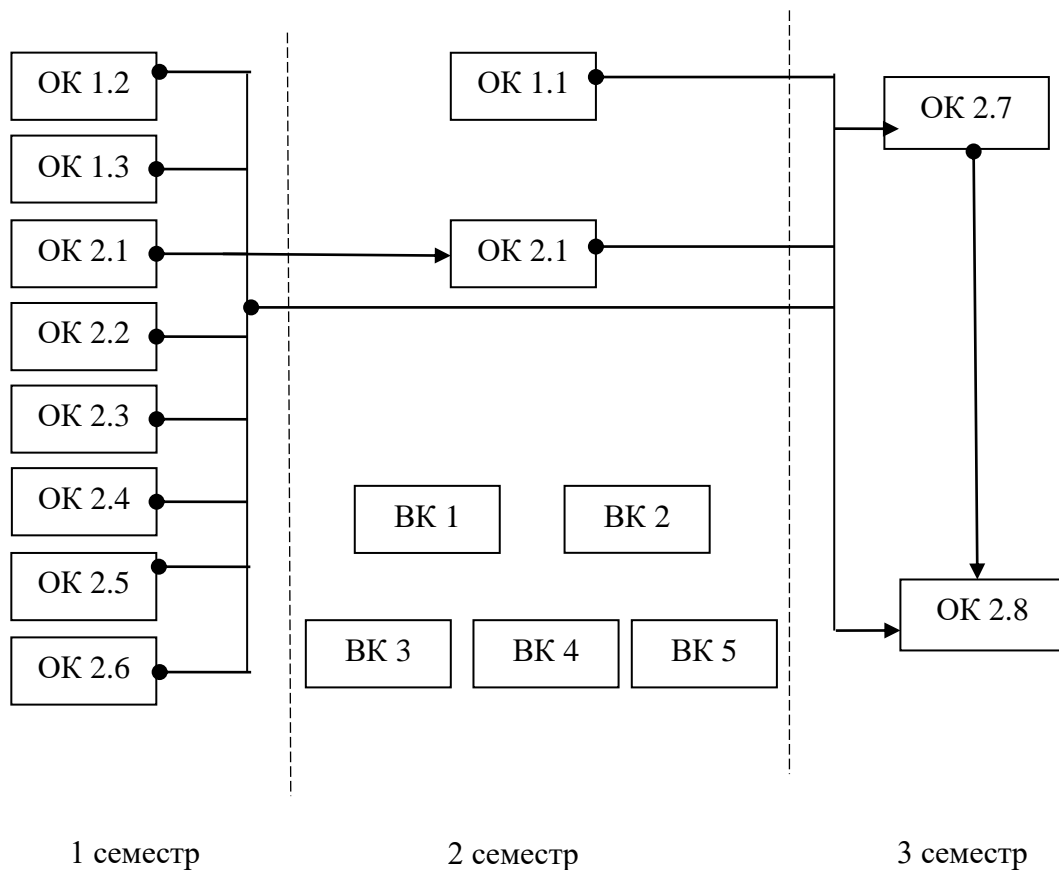 ОК 1.2
ОК 1.3
ОК 2.1
ОК 2.2
ОК 2.3
ОК 2.4
ОК 2.5
ОК 2.6
1 семестр
ОК 1.1
ОК 2.1
ВК 1
ВК 2
ВК 3
ВК 4
ВК 5
2 семестр
ОК 2.7
ОК 2.8
3 семестр